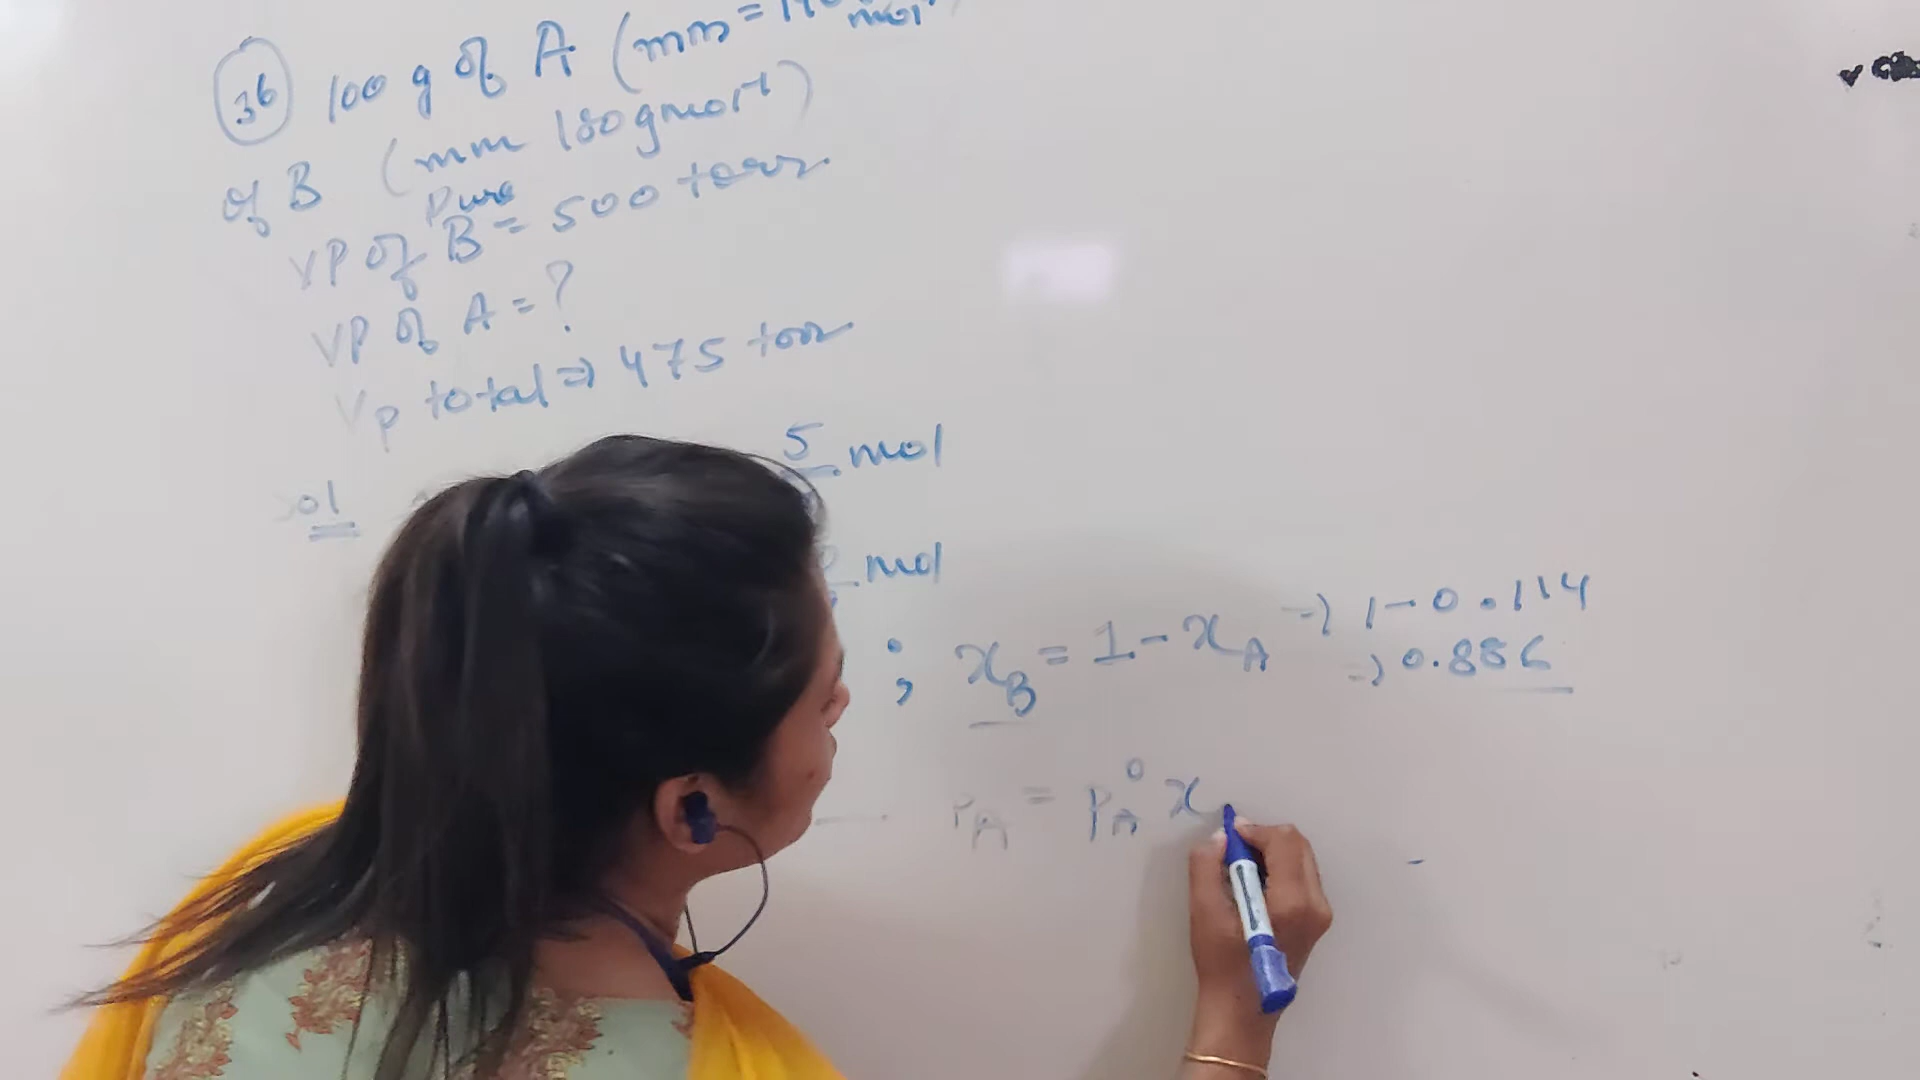 36 100 g of A (mm = 140
of B (mm 180 gmol-1)
VP of pure B = 500 torr
VP of A = ?
Vp total => 475 torr
Sol
5 mol
mol
; xB = 1 - xA -> 1 - 0.114
=> 0.886
PA = PA° x